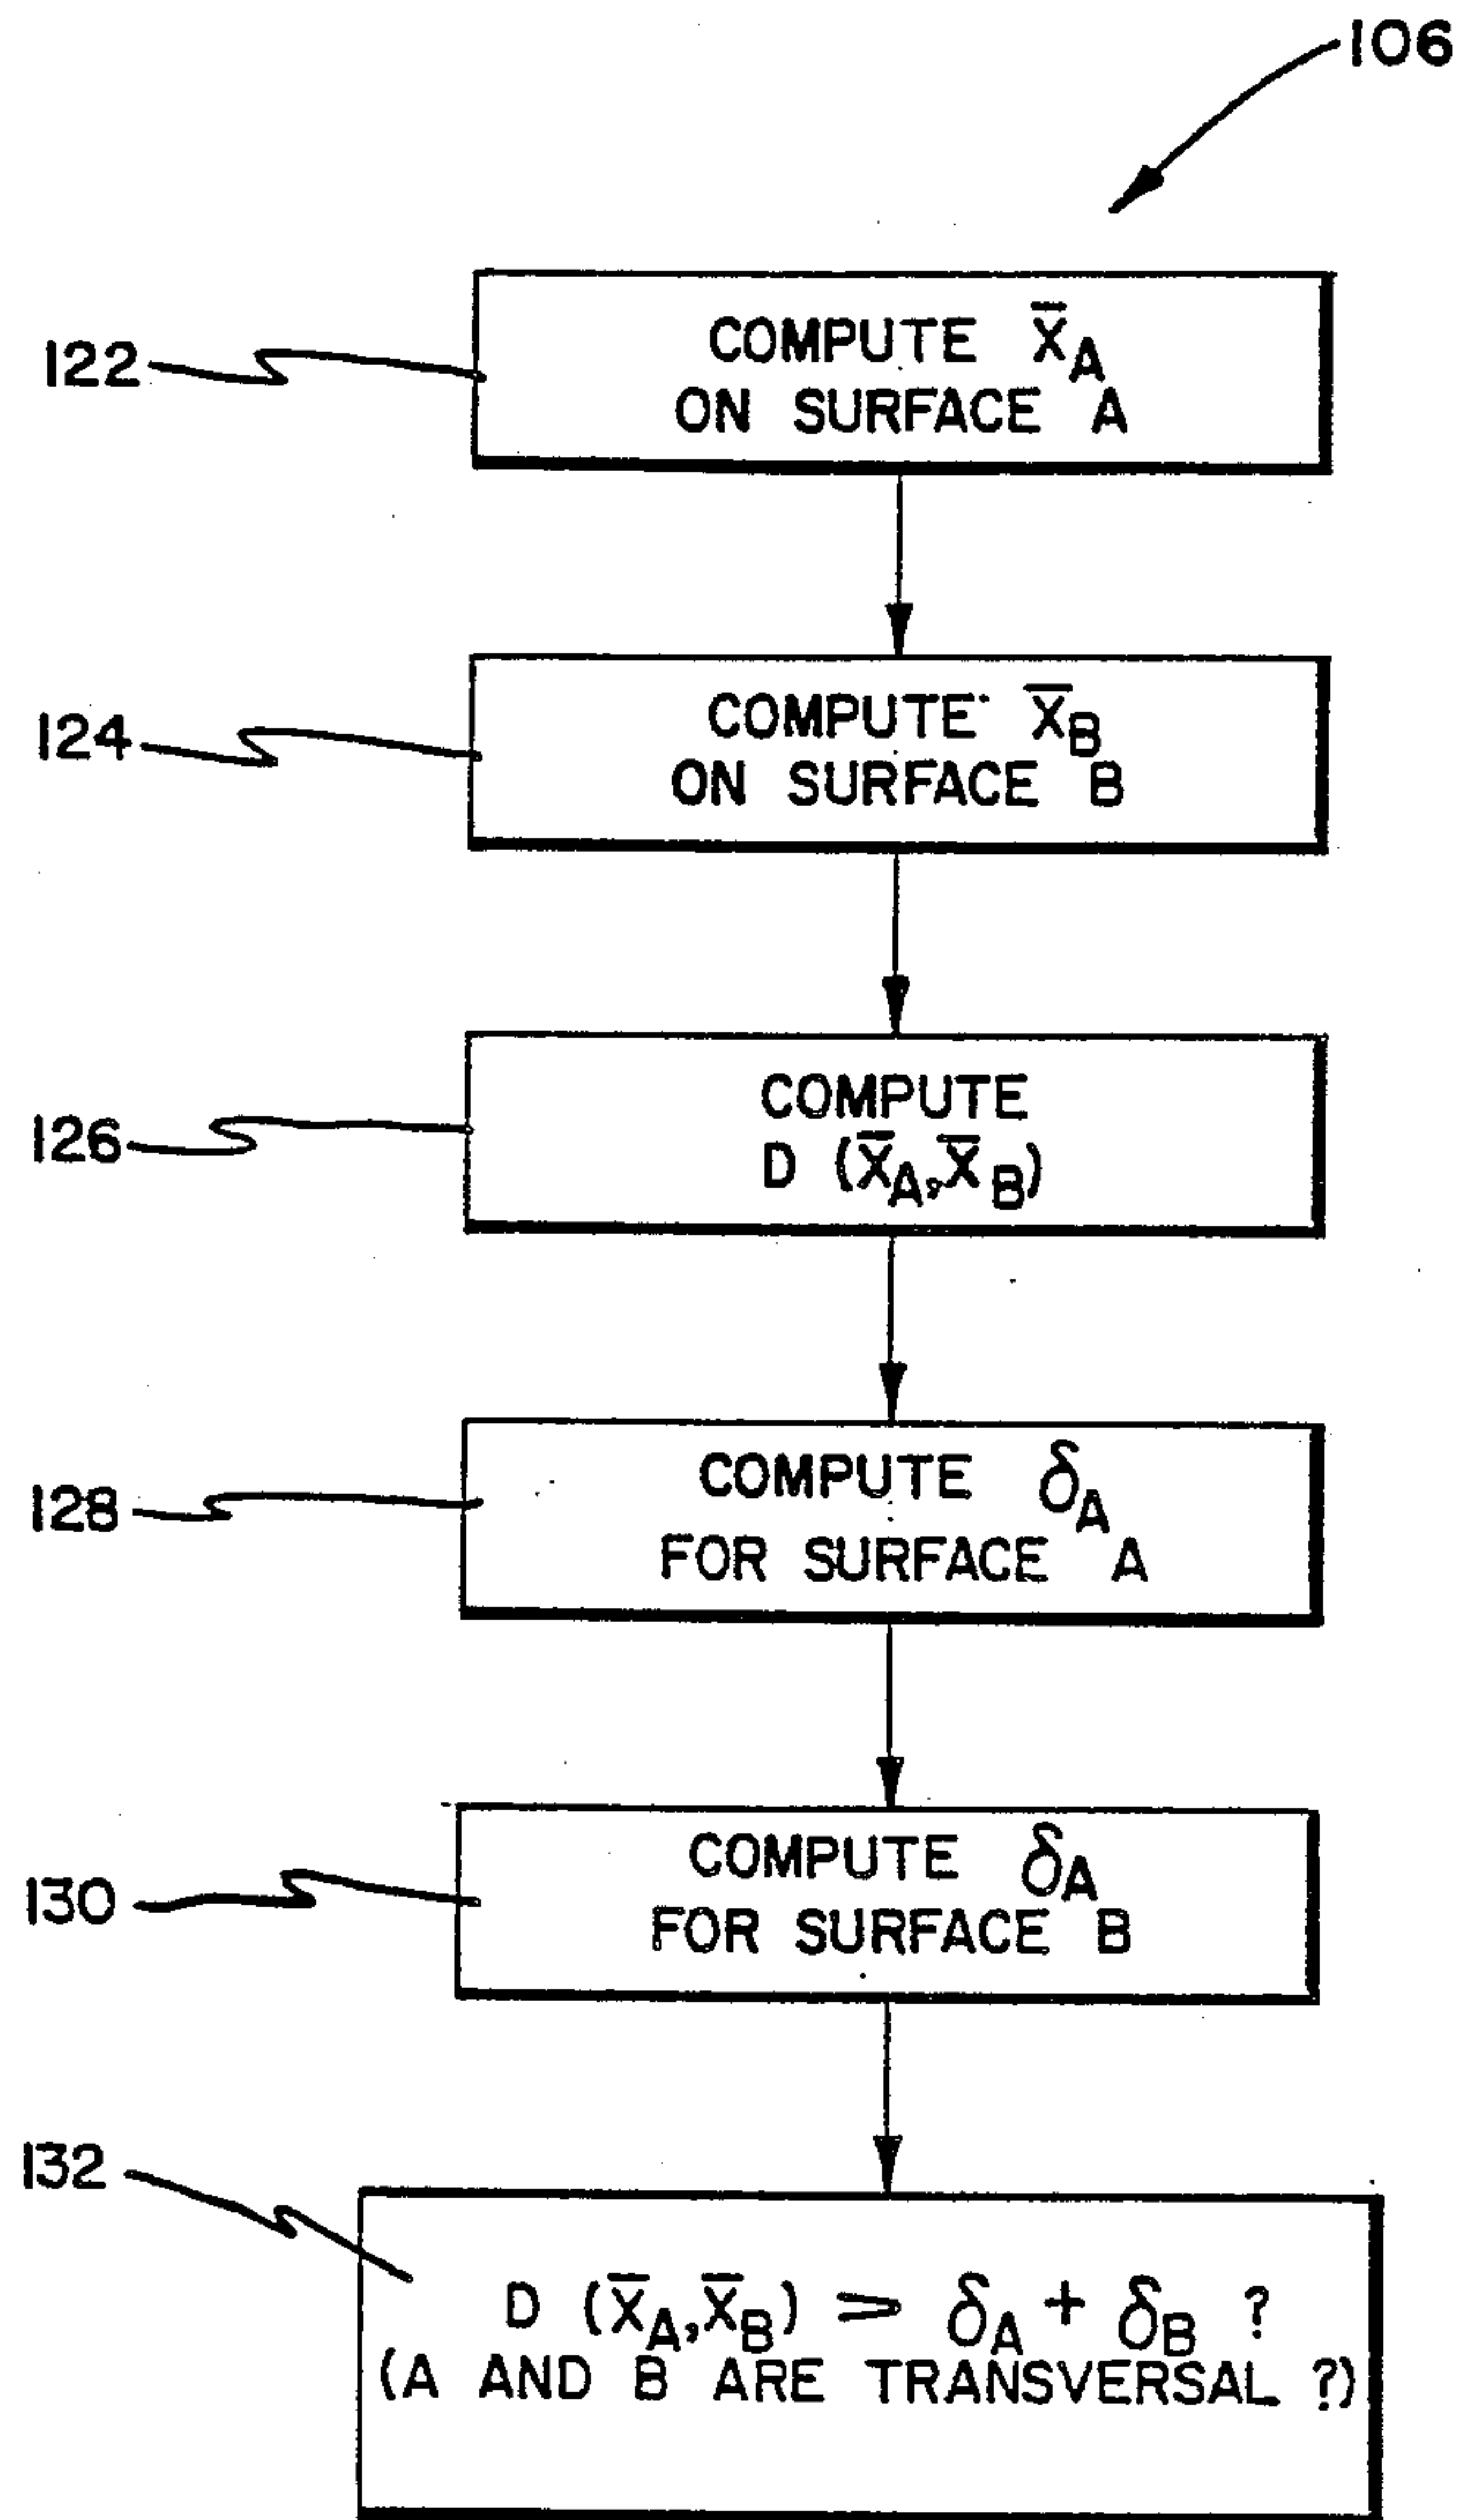 106
122
COMPUTE X̄A
ON SURFACE A
124
COMPUTE X̄B
ON SURFACE B
126
COMPUTE
D (X̄A,X̄B)
128
COMPUTE δA
FOR SURFACE A
130
COMPUTE δA
FOR SURFACE B
132
D (X̄A,X̄B) ⩾ δA + δB ?
(A AND B ARE TRANSVERSAL ?)